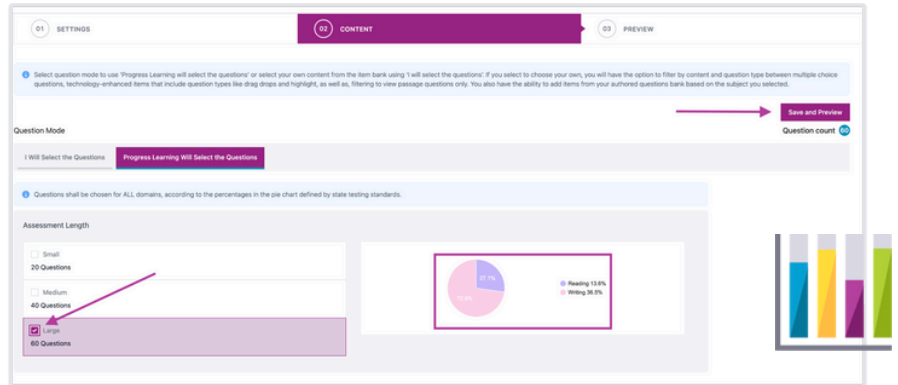 01 SETTINGS
02 CONTENT
03 PREVIEW
Select question mode to use 'Progress Learning will select the questions' or select your own content from the item bank using 'I will select the questions'. If you select to choose your own, you will have the option to filter by content and question type between multiple choice
questions, technology-enhanced items that include question types like drag drops and highlight, as well as, filtering to view passage questions only. You also have the ability to add items from your authored questions bank based on the subject you selected.
Save and Preview
Question Mode
Question count 60
I Will Select the Questions
Progress Learning Will Select the Questions
Questions shall be chosen for ALL domains, according to the percentages in the pie chart defined by state testing standards.
Assessment Length
Small
20 Questions
Medium
40 Questions
Large
60 Questions
27.1%
Reading 13.6%
Writing 36.5%